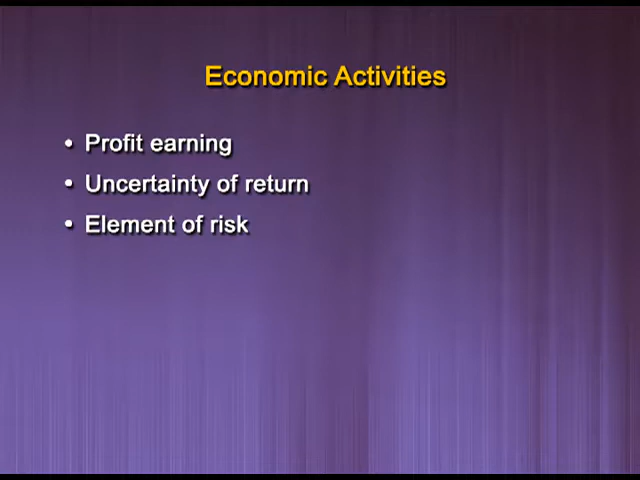 Economic Activities
• Profit earning
• Uncertainty of return
• Element of risk